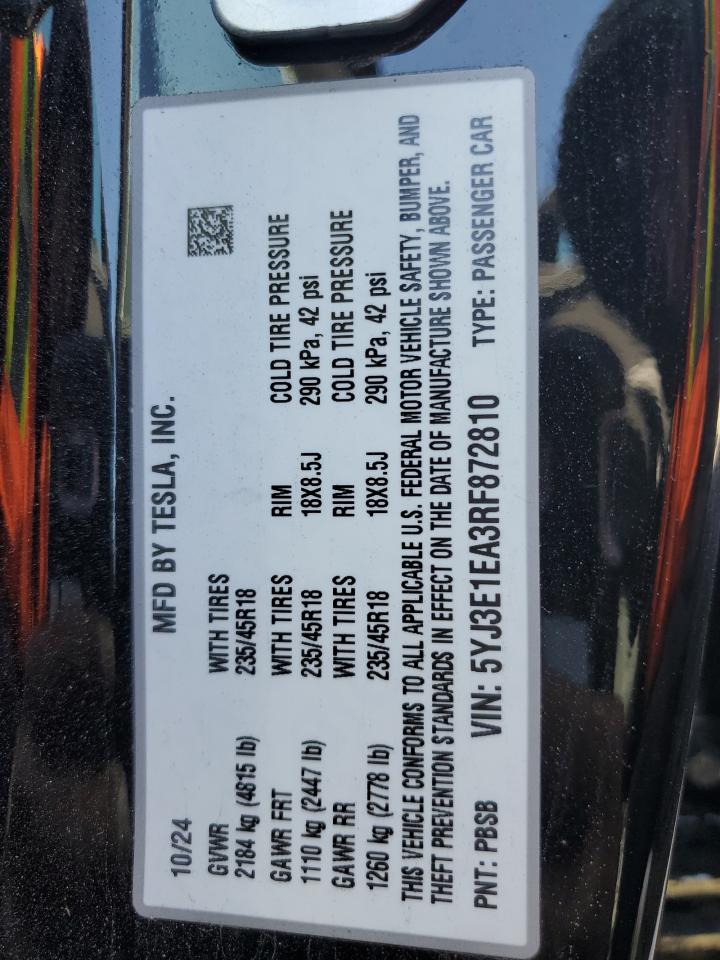 MFD BY TESLA, INC.
10/24
GVWR WITH TIRES
2184 kg (4815 lb) 235/45R18
GAWR FRT WITH TIRES RIM COLD TIRE PRESSURE
1110 kg (2447 lb) 235/45R18 18X8.5J 290 kPa, 42 psi
GAWR RR WITH TIRES RIM COLD TIRE PRESSURE
1260 kg (2778 lb) 235/45R18 18X8.5J 290 kPa, 42 psi
THIS VEHICLE CONFORMS TO ALL APPLICABLE U.S. FEDERAL MOTOR VEHICLE SAFETY, BUMPER, AND
THEFT PREVENTION STANDARDS IN EFFECT ON THE DATE OF MANUFACTURE SHOWN ABOVE.
PNT: PBSB VIN: 5YJ3E1EA3RF872810 TYPE: PASSENGER CAR